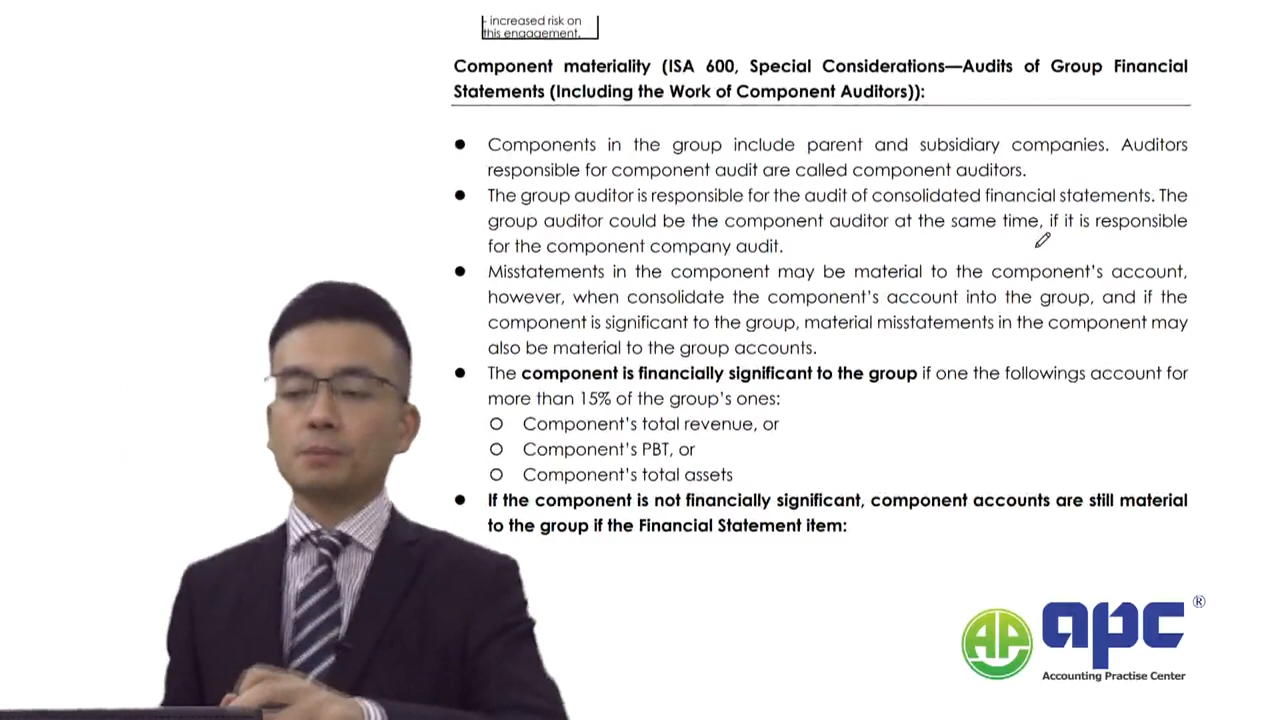 - increased risk on
this engagement.
Component materiality (ISA 600, Special Considerations—Audits of Group Financial
Statements (Including the Work of Component Auditors)):
● Components in the group include parent and subsidiary companies. Auditors
responsible for component audit are called component auditors.
● The group auditor is responsible for the audit of consolidated financial statements. The
group auditor could be the component auditor at the same time, if it is responsible
for the component company audit.
● Misstatements in the component may be material to the component's account,
however, when consolidate the component's account into the group, and if the
component is significant to the group, material misstatements in the component may
also be material to the group accounts.
● The component is financially significant to the group if one the followings account for
more than 15% of the group's ones:
○ Component's total revenue, or
○ Component's PBT, or
○ Component's total assets
● If the component is not financially significant, component accounts are still material
to the group if the Financial Statement item:
AP apc ®
Accounting Practise Center